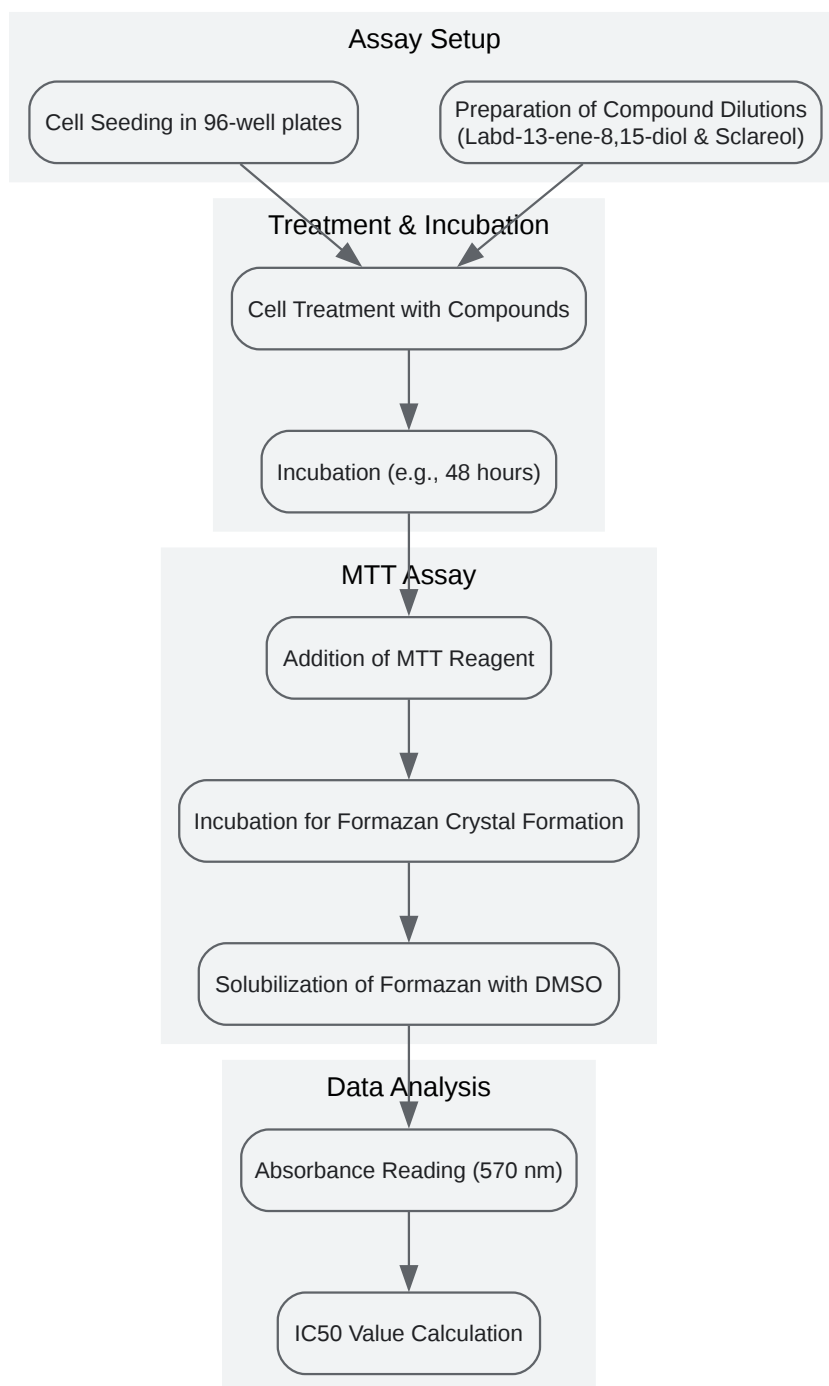 Assay Setup
Cell Seeding in 96-well plates
Preparation of Compound Dilutions
(Labd-13-ene-8,15-diol & Sclareol)
Treatment & Incubation
Cell Treatment with Compounds
Incubation (e.g., 48 hours)
MTT Assay
Addition of MTT Reagent
Incubation for Formazan Crystal Formation
Solubilization of Formazan with DMSO
Data Analysis
Absorbance Reading (570 nm)
IC50 Value Calculation